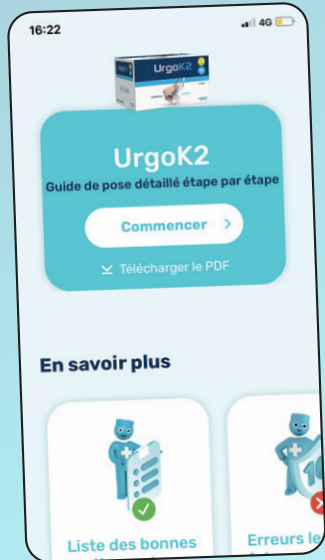 16:22
4G
UrgoK2
UrgoK2
Guide de pose détaillé étape par étape
Commencer
Télécharger le PDF
En savoir plus
Liste des bonnes
Erreurs le